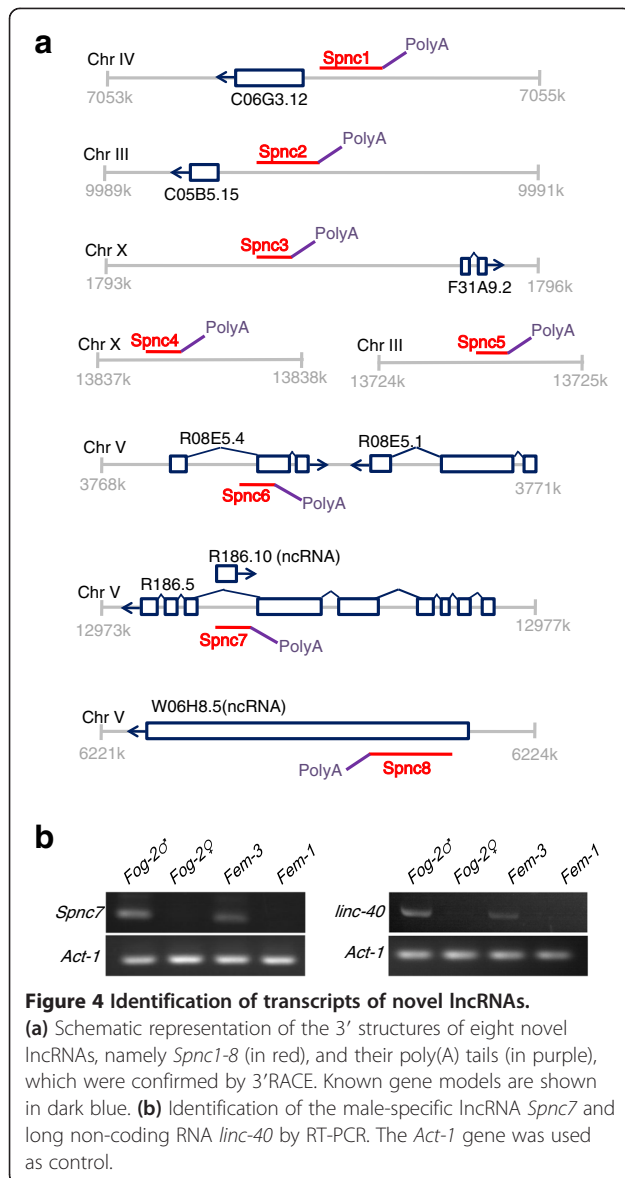 a
Chr IV
Spnc1
PolyA
7053k
C06G3.12
7055k
Chr III
Spnc2
PolyA
9989k
C05B5.15
9991k
Chr X
Spnc3
PolyA
1793k
F31A9.2
1796k
Chr X
Spnc4
PolyA
13837k
13838k
Chr III
Spnc5
PolyA
13724k
13725k
Chr V
R08E5.4
R08E5.1
3768k
Spnc6
PolyA
3771k
R186.10 (ncRNA)
Chr V
R186.5
12973k
Spnc7
PolyA
12977k
Chr V
W06H8.5(ncRNA)
6221k
PolyA
Spnc8
6224k
b
Fog-2♂ Fog-2♀ Fem-3 Fem-1
Spnc7
Act-1
Fog-2♂ Fog-2♀ Fem-3 Fem-1
linc-40
Act-1
Figure 4 Identification of transcripts of novel lncRNAs.
(a) Schematic representation of the 3′ structures of eight novel
lncRNAs, namely Spnc1-8 (in red), and their poly(A) tails (in purple),
which were confirmed by 3′RACE. Known gene models are shown
in dark blue. (b) Identification of the male-specific lncRNA Spnc7 and
long non-coding RNA linc-40 by RT-PCR. The Act-1 gene was used
as control.